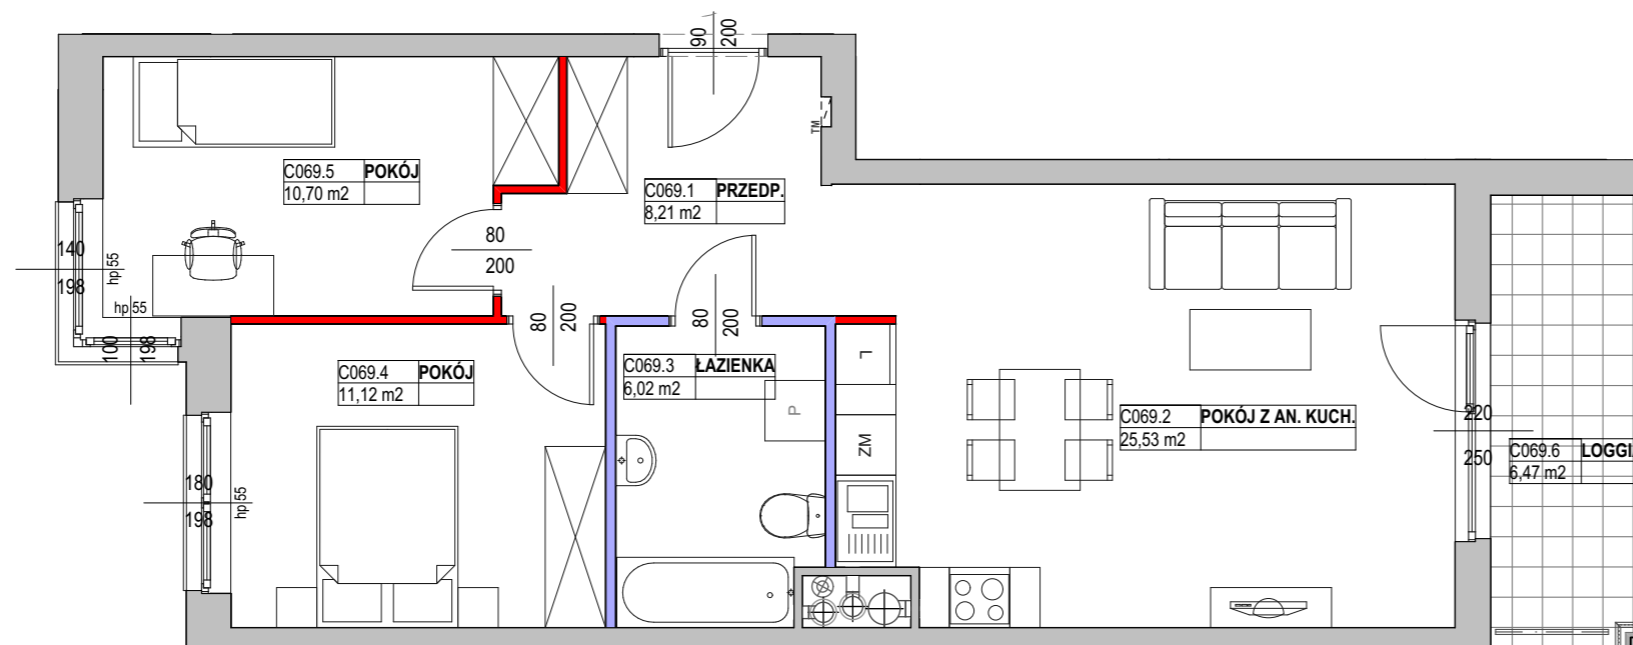 90
200
TM
C069.5 POKÓJ
10,70 m2
C069.1 PRZEDP.
8,21 m2
140
198
hp 55
hp 55
100
198
80
200
80
200
80
200
C069.4 POKÓJ
11,12 m2
C069.3 ŁAZIENKA
6,02 m2
L
P
ZM
C069.2 POKÓJ Z AN. KUCH.
25,53 m2
220
250
C069.6 LOGGI
6,47 m2
180
198
hp 55